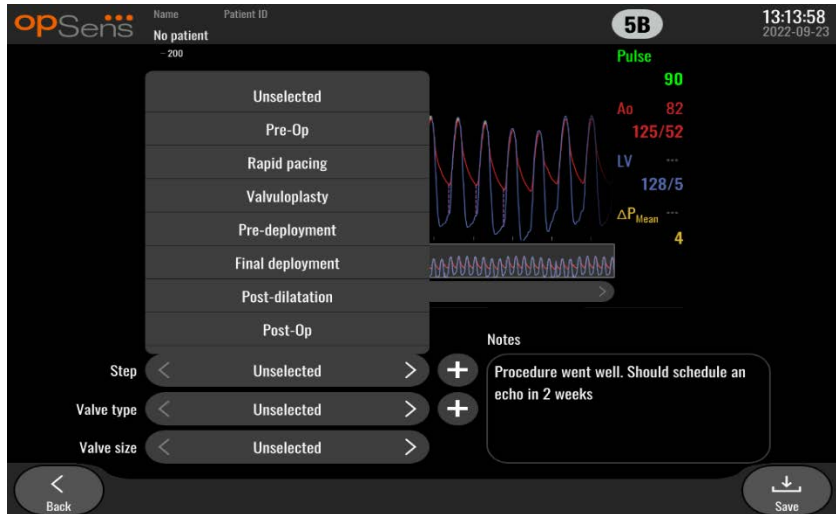 opSens
Name Patient ID
No patient
5B
13:13:58
2022-09-23
200
Pulse
90
Ao 82
125/52
LV ---
128/5
ΔPMean ---
4
Unselected
Pre-Op
Rapid pacing
Valvuloplasty
Pre-deployment
Final deployment
Post-dilatation
Post-Op
Step < Unselected > +
Valve type < Unselected > +
Valve size < Unselected >
Notes
Procedure went well. Should schedule an
echo in 2 weeks
Back
Save